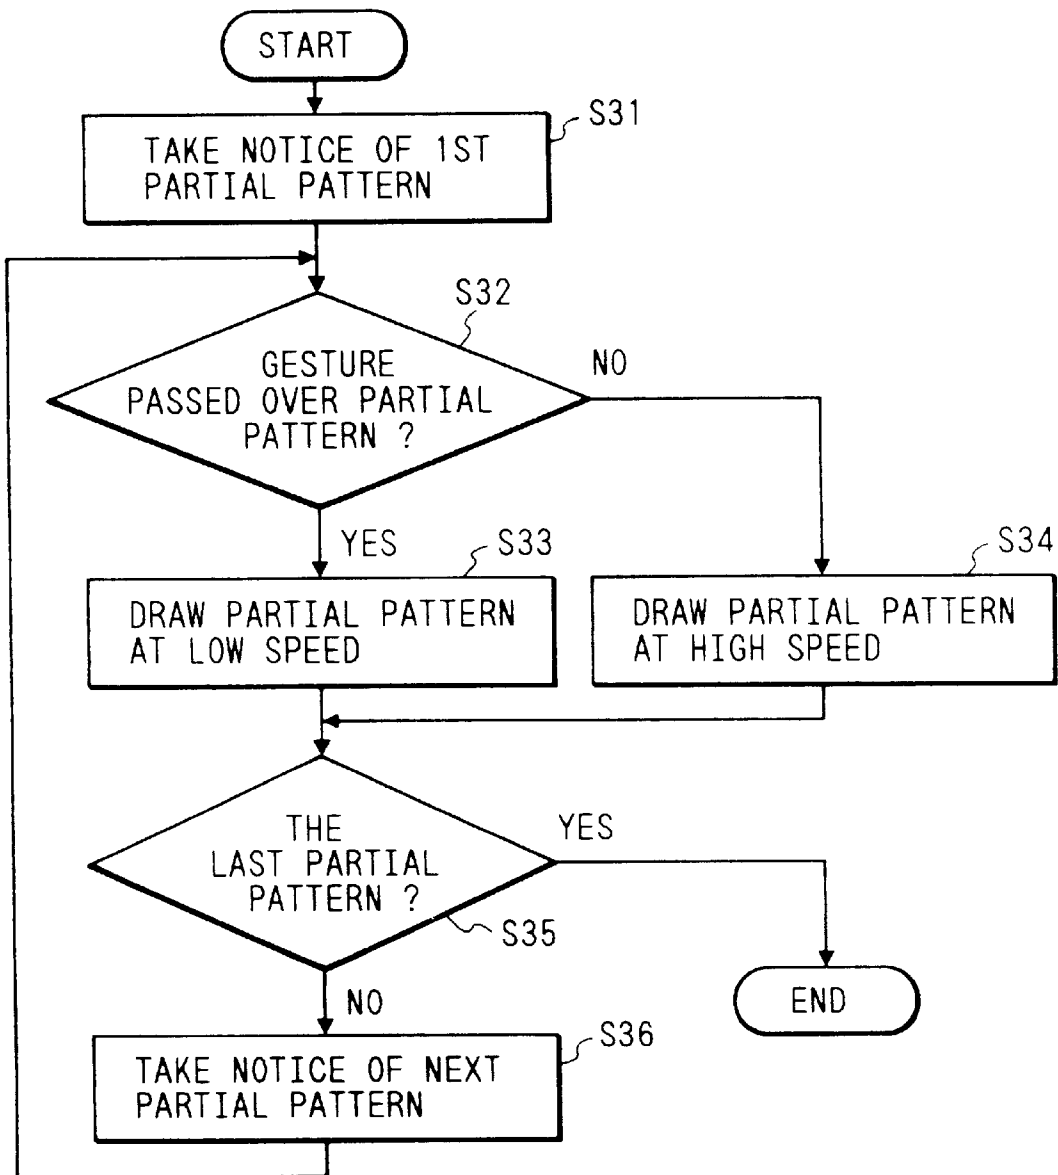 START
S31
TAKE NOTICE OF 1ST
PARTIAL PATTERN
S32
GESTURE
PASSED OVER PARTIAL
PATTERN ?
NO
YES
S33
DRAW PARTIAL PATTERN
AT LOW SPEED
S34
DRAW PARTIAL PATTERN
AT HIGH SPEED
THE
LAST PARTIAL
PATTERN ?
YES
S35
NO
END
S36
TAKE NOTICE OF NEXT
PARTIAL PATTERN